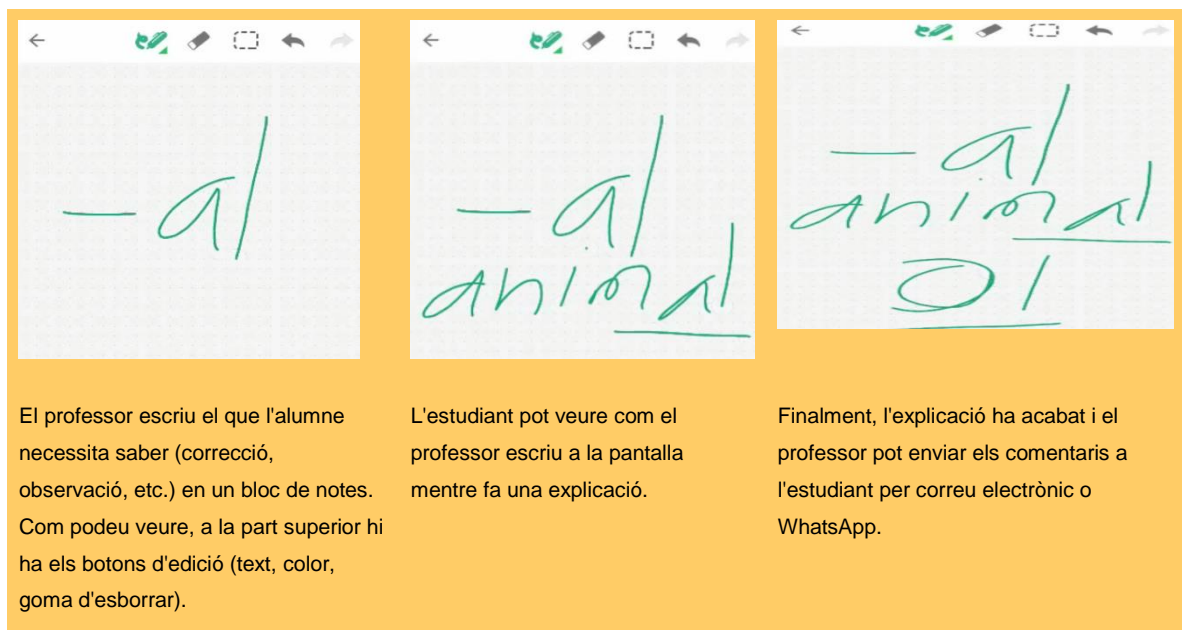 -al
-al
animal
-al
animal
El professor escriu el que l'alumne
necessita saber (correcció,
observació, etc.) en un bloc de notes.
Com podeu veure, a la part superior hi
ha els botons d'edició (text, color,
goma d'esborrar).
L'estudiant pot veure com el
professor escriu a la pantalla
mentre fa una explicació.
Finalment, l'explicació ha acabat i el
professor pot enviar els comentaris a
l'estudiant per correu electrònic o
WhatsApp.